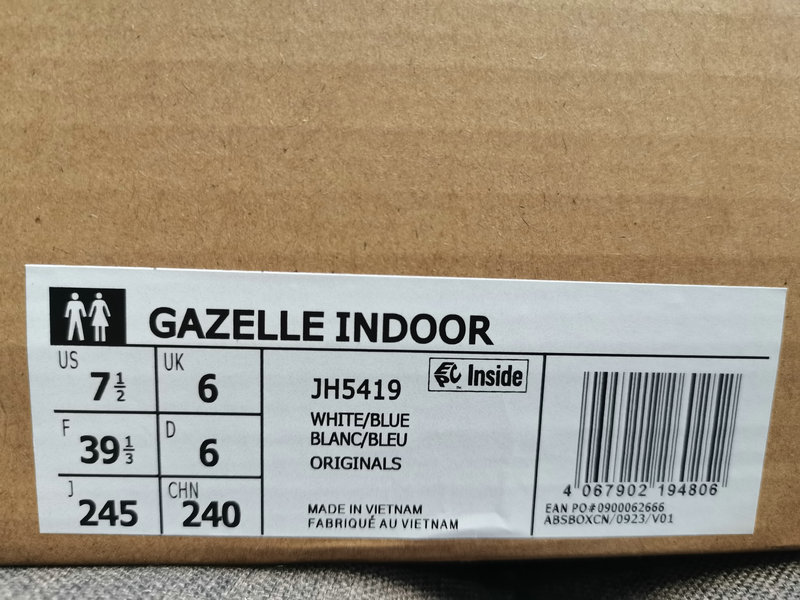 GAZELLE INDOOR
US 7 1/2
UK 6
F 39 1/3
D 6
J 245
CHN 240
JH5419
EPC Inside
WHITE/BLUE
BLANC/BLEU
ORIGINALS
MADE IN VIETNAM
FABRIQUÉ AU VIETNAM
4 067902 194806
EAN PO#0900062666
ABSBOXCN/0923/V01